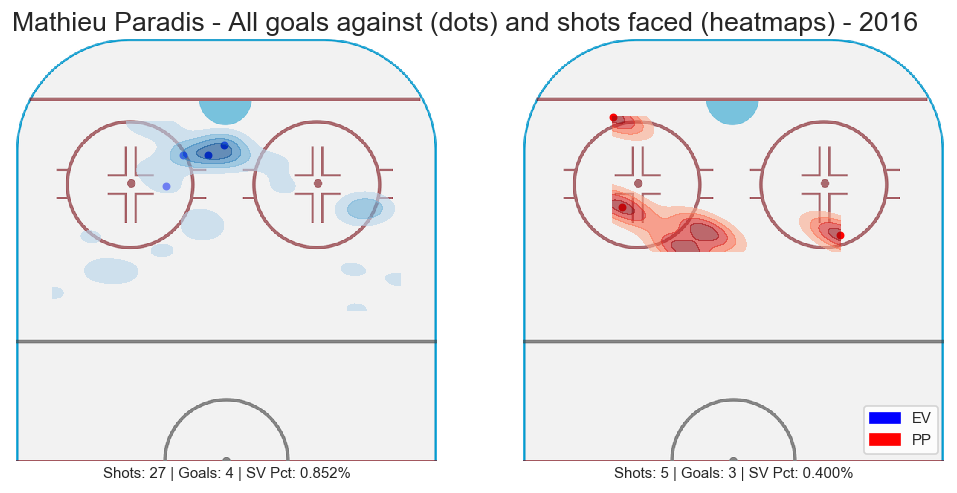 Mathieu Paradis - All goals against (dots) and shots faced (heatmaps) - 2016
EV
PP
Shots: 27 | Goals: 4 | SV Pct: 0.852%
Shots: 5 | Goals: 3 | SV Pct: 0.400%